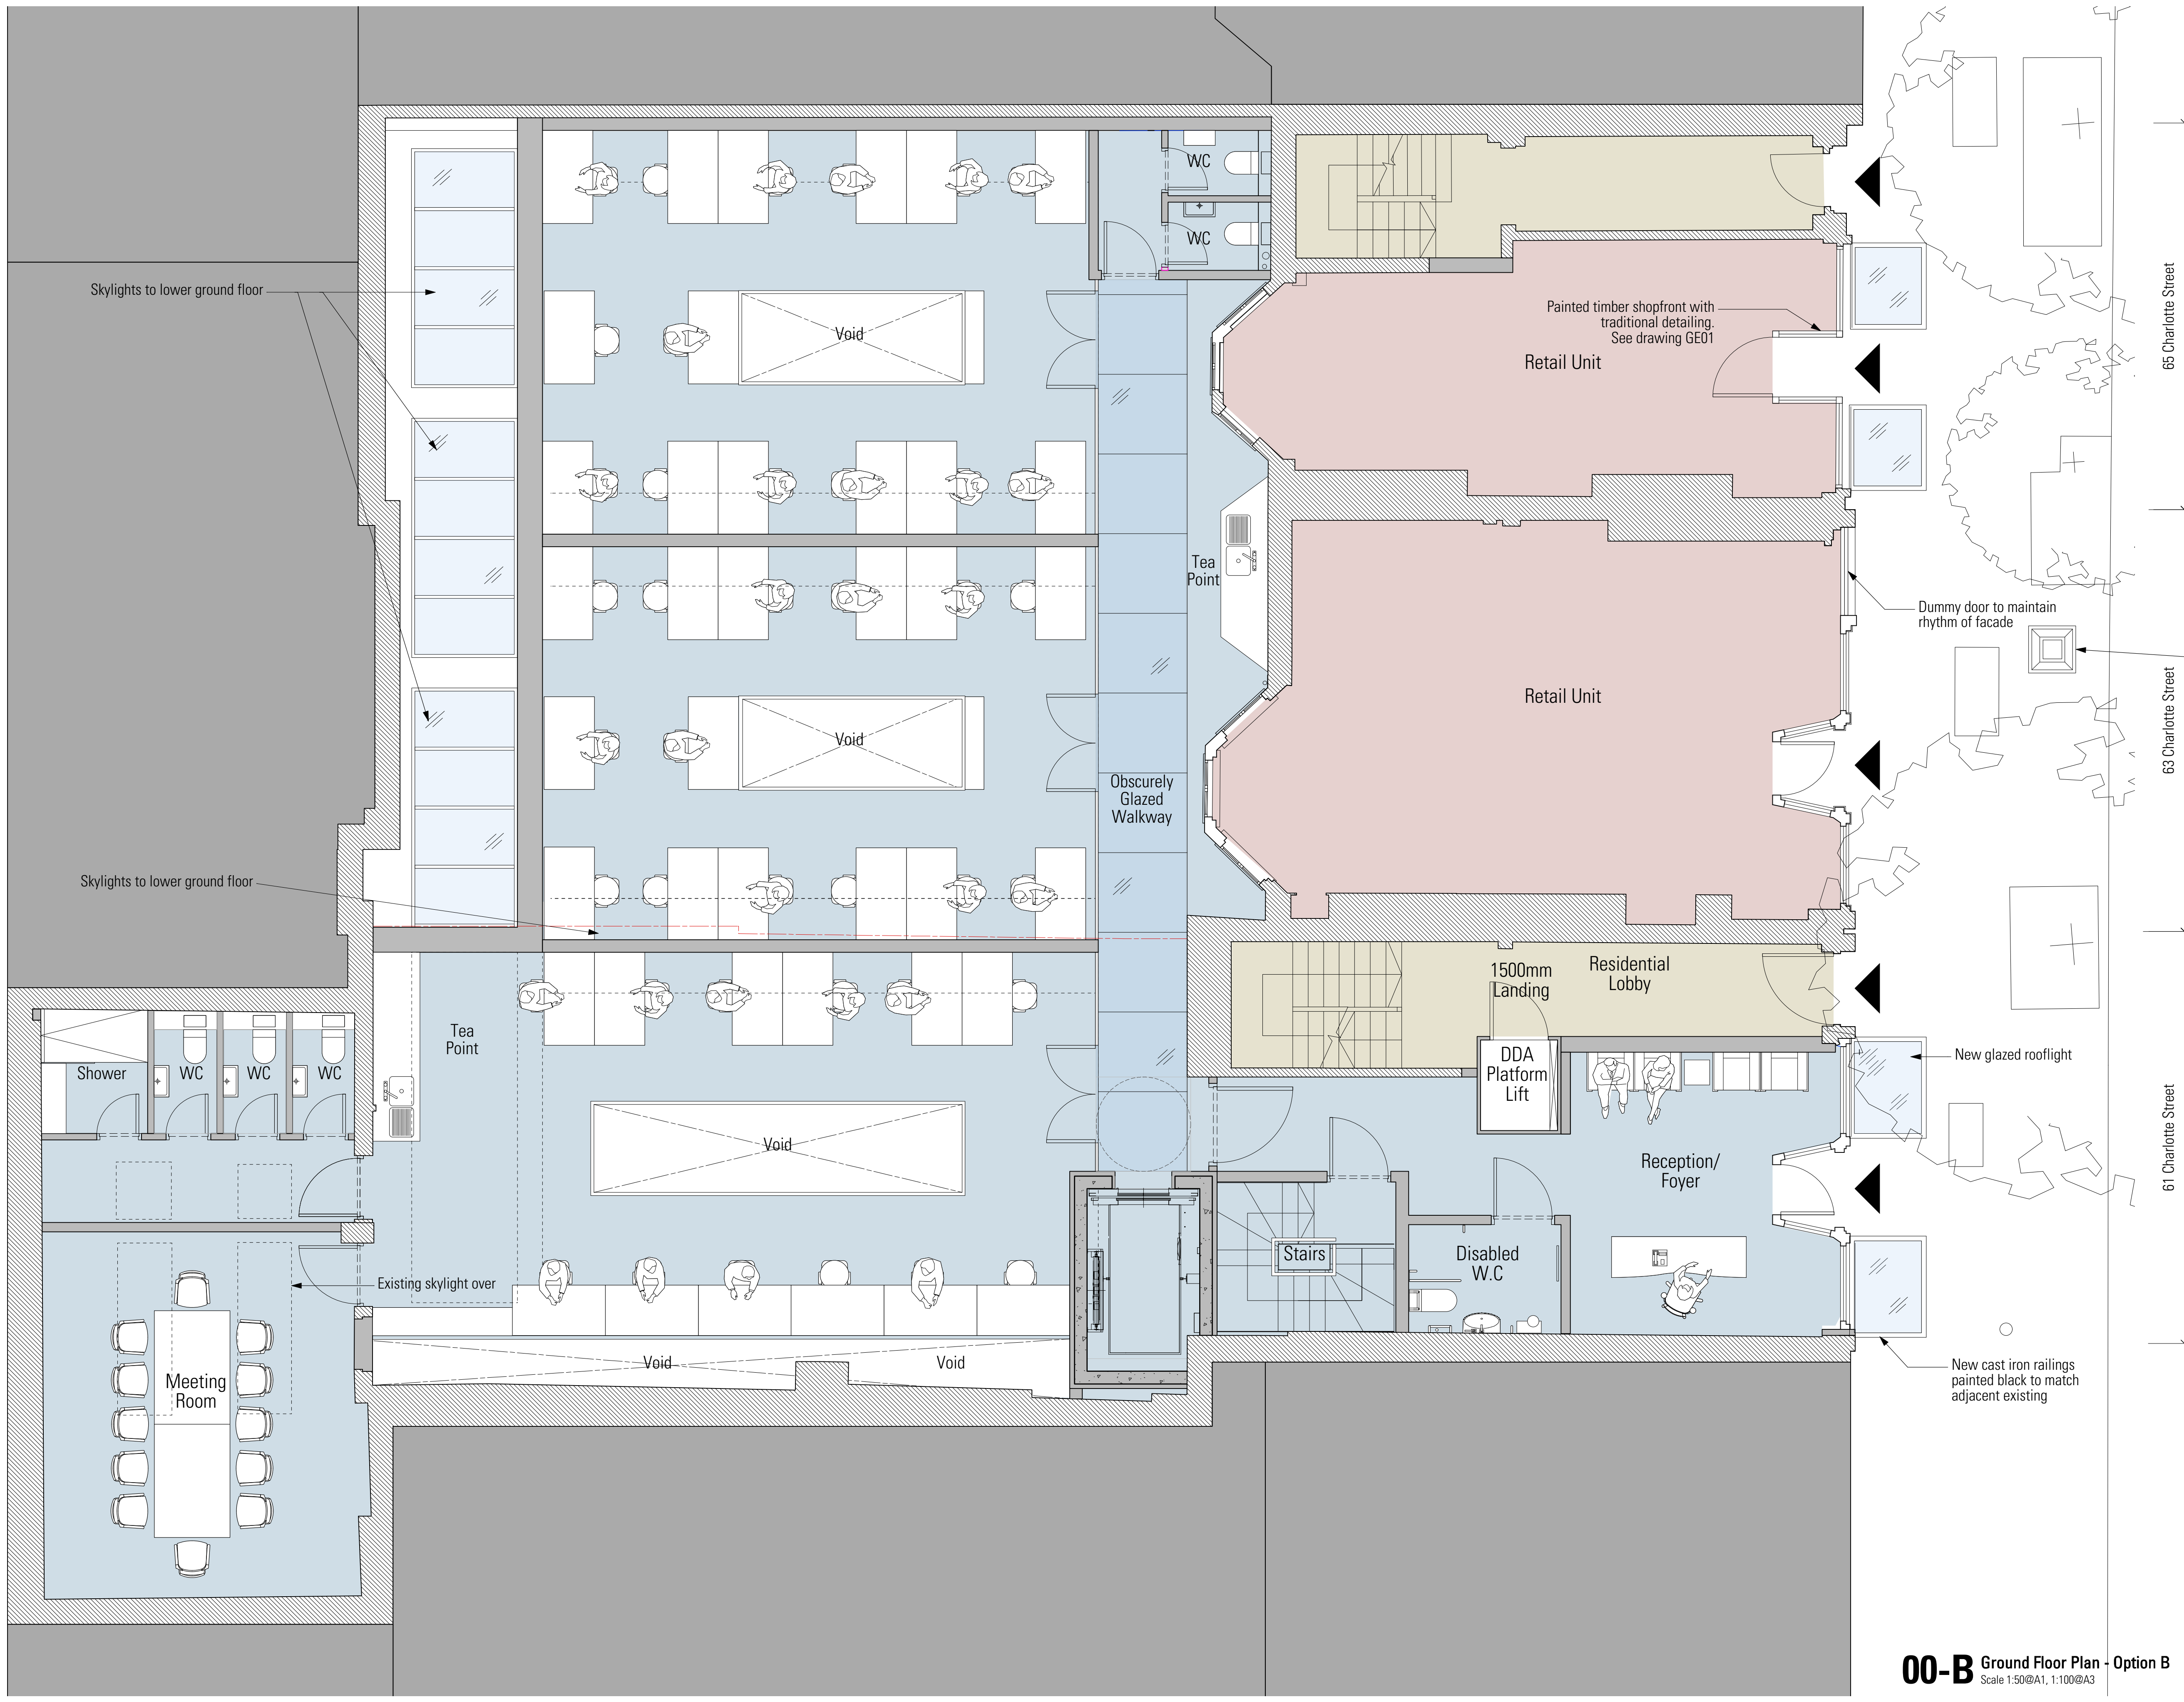 WC
WC
65 Charlotte Street
Skylights to lower ground floor
Void
Painted timber shopfront with
traditional detailing.
See drawing GE01
Retail Unit
Tea
Point
Dummy door to maintain
rhythm of facade
Retail Unit
63 Charlotte Street
Void
Obscurely
Glazed
Walkway
Skylights to lower ground floor
1500mm
Landing
Residential
Lobby
Tea
Point
DDA
Platform
Lift
New glazed rooflight
Shower
WC
WC
WC
61 Charlotte Street
Void
Reception/
Foyer
Stairs
Disabled
W.C
Existing skylight over
Void
Void
Meeting
Room
New cast iron railings
painted black to match
adjacent existing
00-B
Ground Floor Plan - Option B
Scale 1:50@A1, 1:100@A3